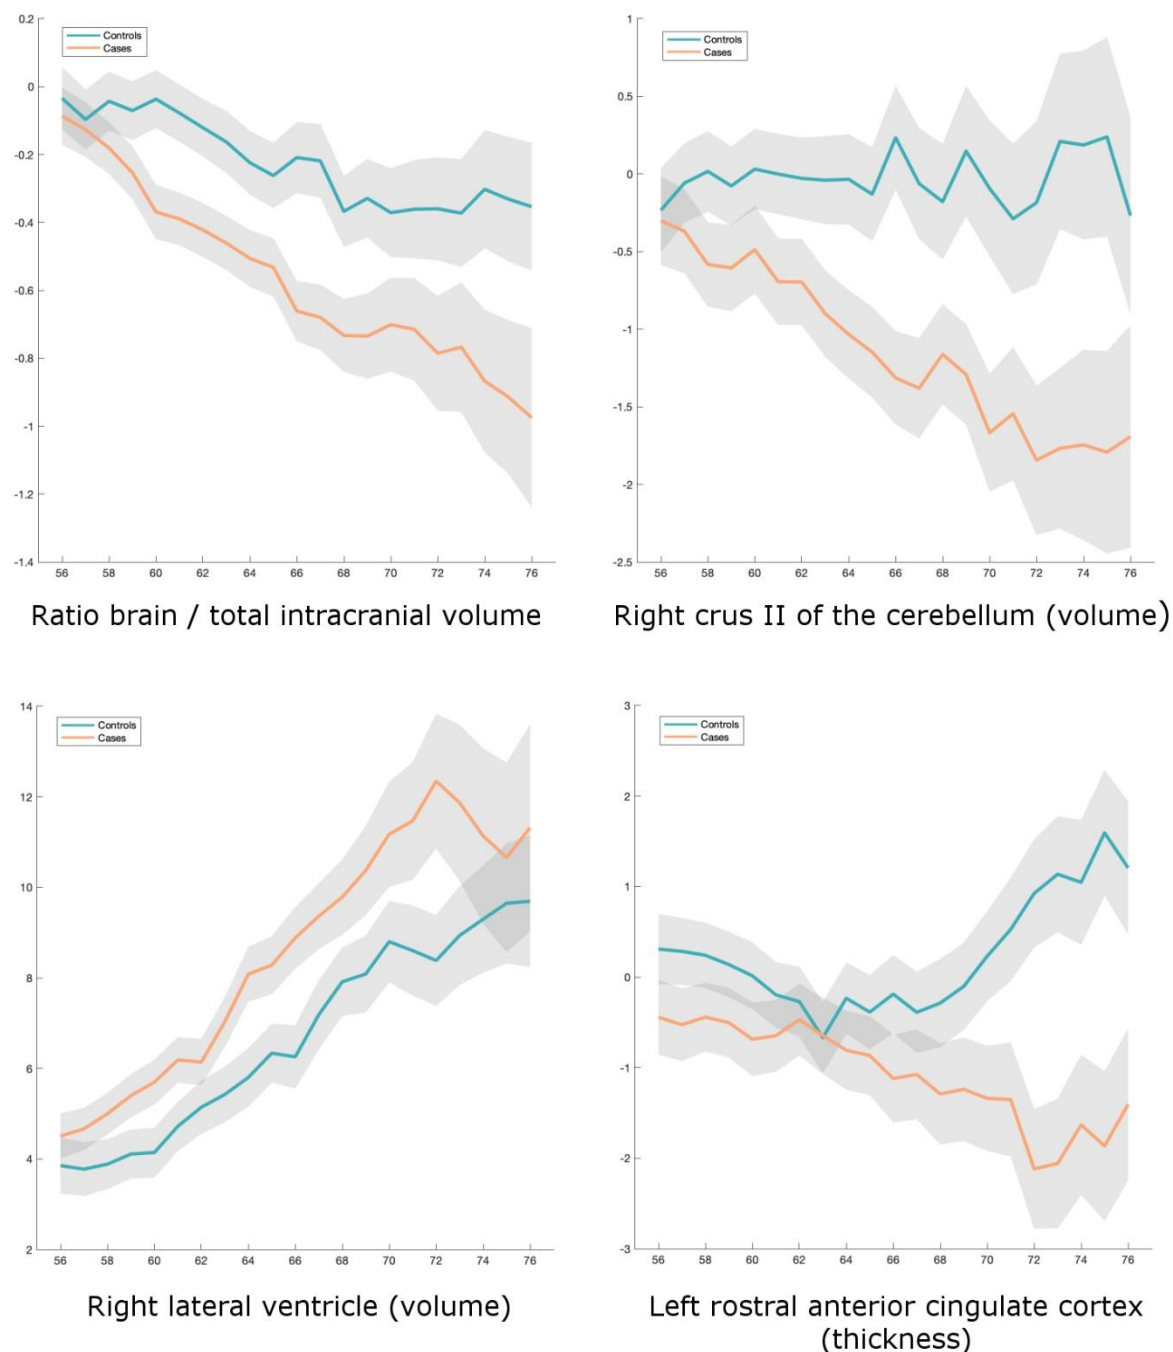 0.2
Controls
Cases
0
-0.2
-0.4
-0.6
-0.8
-1
-1.2
-1.4
56 58 60 62 64 66 68 70 72 74 76
Ratio brain / total intracranial volume
1
Controls
Cases
0.5
0
-0.5
-1
-1.5
-2
-2.5
56 58 60 62 64 66 68 70 72 74 76
Right crus II of the cerebellum (volume)
14
Controls
Cases
12
10
8
6
4
2
56 58 60 62 64 66 68 70 72 74 76
Right lateral ventricle (volume)
3
Controls
Cases
2
1
0
-1
-2
-3
56 58 60 62 64 66 68 70 72 74 76
Left rostral anterior cingulate cortex
(thickness)